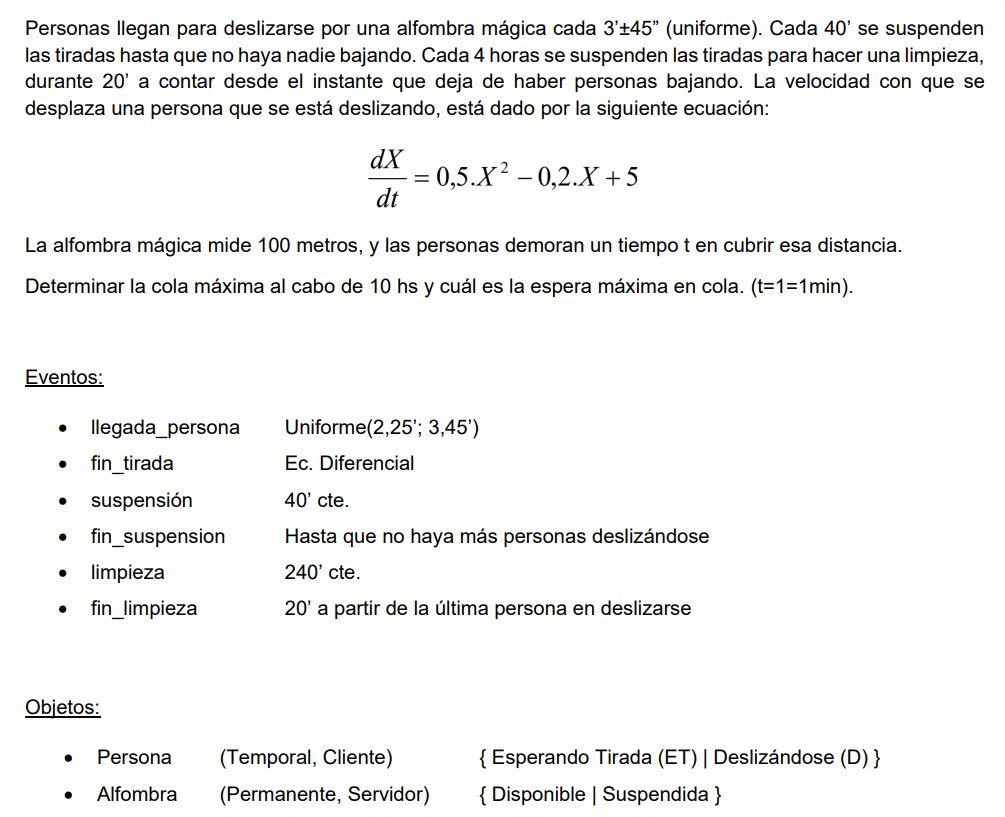 Personas llegan para deslizarse por una alfombra mágica cada 3’±45” (uniforme). Cada 40’ se suspenden
las tiradas hasta que no haya nadie bajando. Cada 4 horas se suspenden las tiradas para hacer una limpieza,
durante 20’ a contar desde el instante que deja de haber personas bajando. La velocidad con que se
desplaza una persona que se está deslizando, está dado por la siguiente ecuación:
dX/dt = 0,5.X² − 0,2.X + 5
La alfombra mágica mide 100 metros, y las personas demoran un tiempo t en cubrir esa distancia.
Determinar la cola máxima al cabo de 10 hs y cuál es la espera máxima en cola. (t=1=1min).
Eventos:
• llegada_persona Uniforme(2,25’; 3,45’)
• fin_tirada Ec. Diferencial
• suspensión 40’ cte.
• fin_suspension Hasta que no haya más personas deslizándose
• limpieza 240’ cte.
• fin_limpieza 20’ a partir de la última persona en deslizarse
Objetos:
• Persona (Temporal, Cliente) { Esperando Tirada (ET) | Deslizándose (D) }
• Alfombra (Permanente, Servidor) { Disponible | Suspendida }